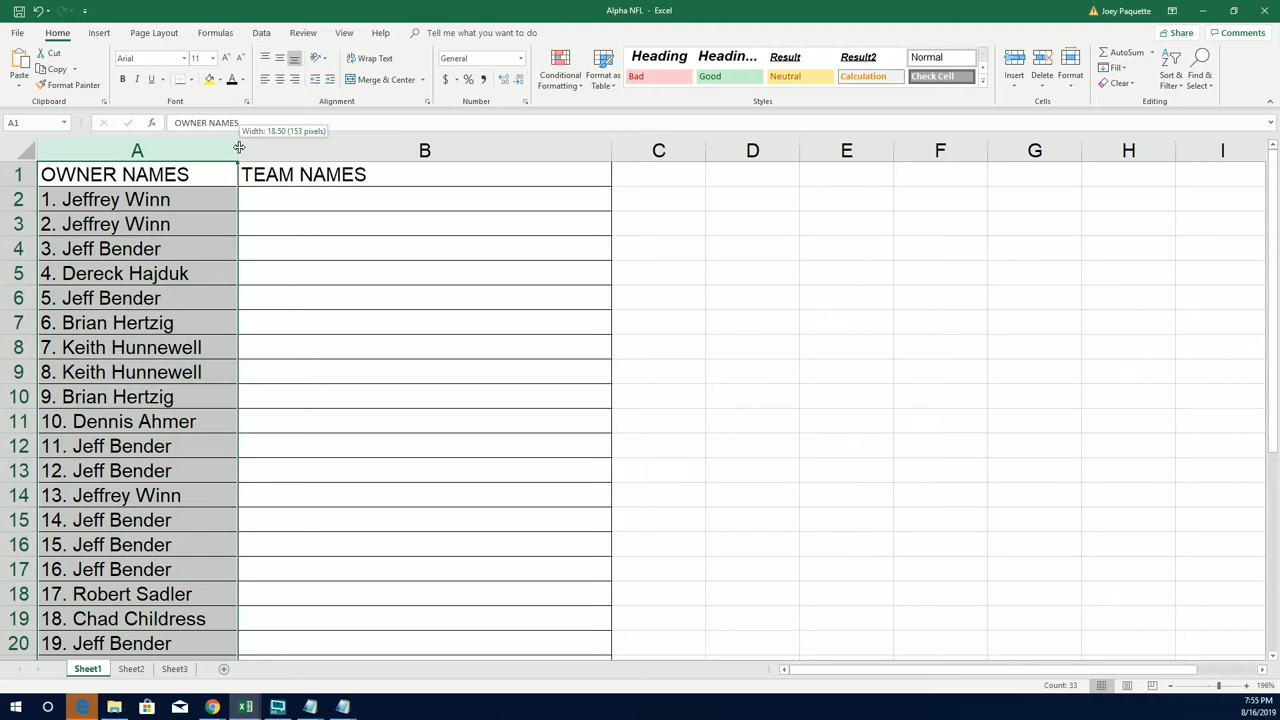 Alpha NFL - Excel
Joey Paquette
File Home Insert Page Layout Formulas Data Review View Help Tell me what you want to do
Share Comments
Paste
Cut
Copy
Format Painter
Clipboard
Arial 11
B I U
Font
Wrap Text
Merge & Center
Alignment
General
$ % 9
Number
Conditional Formatting
Format as Table
Heading Headin... Result Result2 Normal
Bad Good Neutral Calculation Check Cell
Styles
Insert Delete Format
Cells
AutoSum
Fill
Clear
Sort & Filter
Find & Select
Editing
A1 fx OWNER NAMES
Width: 18.50 (153 pixels)
A B C D E F G H I
1 OWNER NAMES TEAM NAMES
2 1. Jeffrey Winn
3 2. Jeffrey Winn
4 3. Jeff Bender
5 4. Dereck Hajduk
6 5. Jeff Bender
7 6. Brian Hertzig
8 7. Keith Hunnewell
9 8. Keith Hunnewell
10 9. Brian Hertzig
11 10. Dennis Ahmer
12 11. Jeff Bender
13 12. Jeff Bender
14 13. Jeffrey Winn
15 14. Jeff Bender
16 15. Jeff Bender
17 16. Jeff Bender
18 17. Robert Sadler
19 18. Chad Childress
20 19. Jeff Bender
Sheet1 Sheet2 Sheet3
Count: 33 196%
7:55 PM
8/16/2019